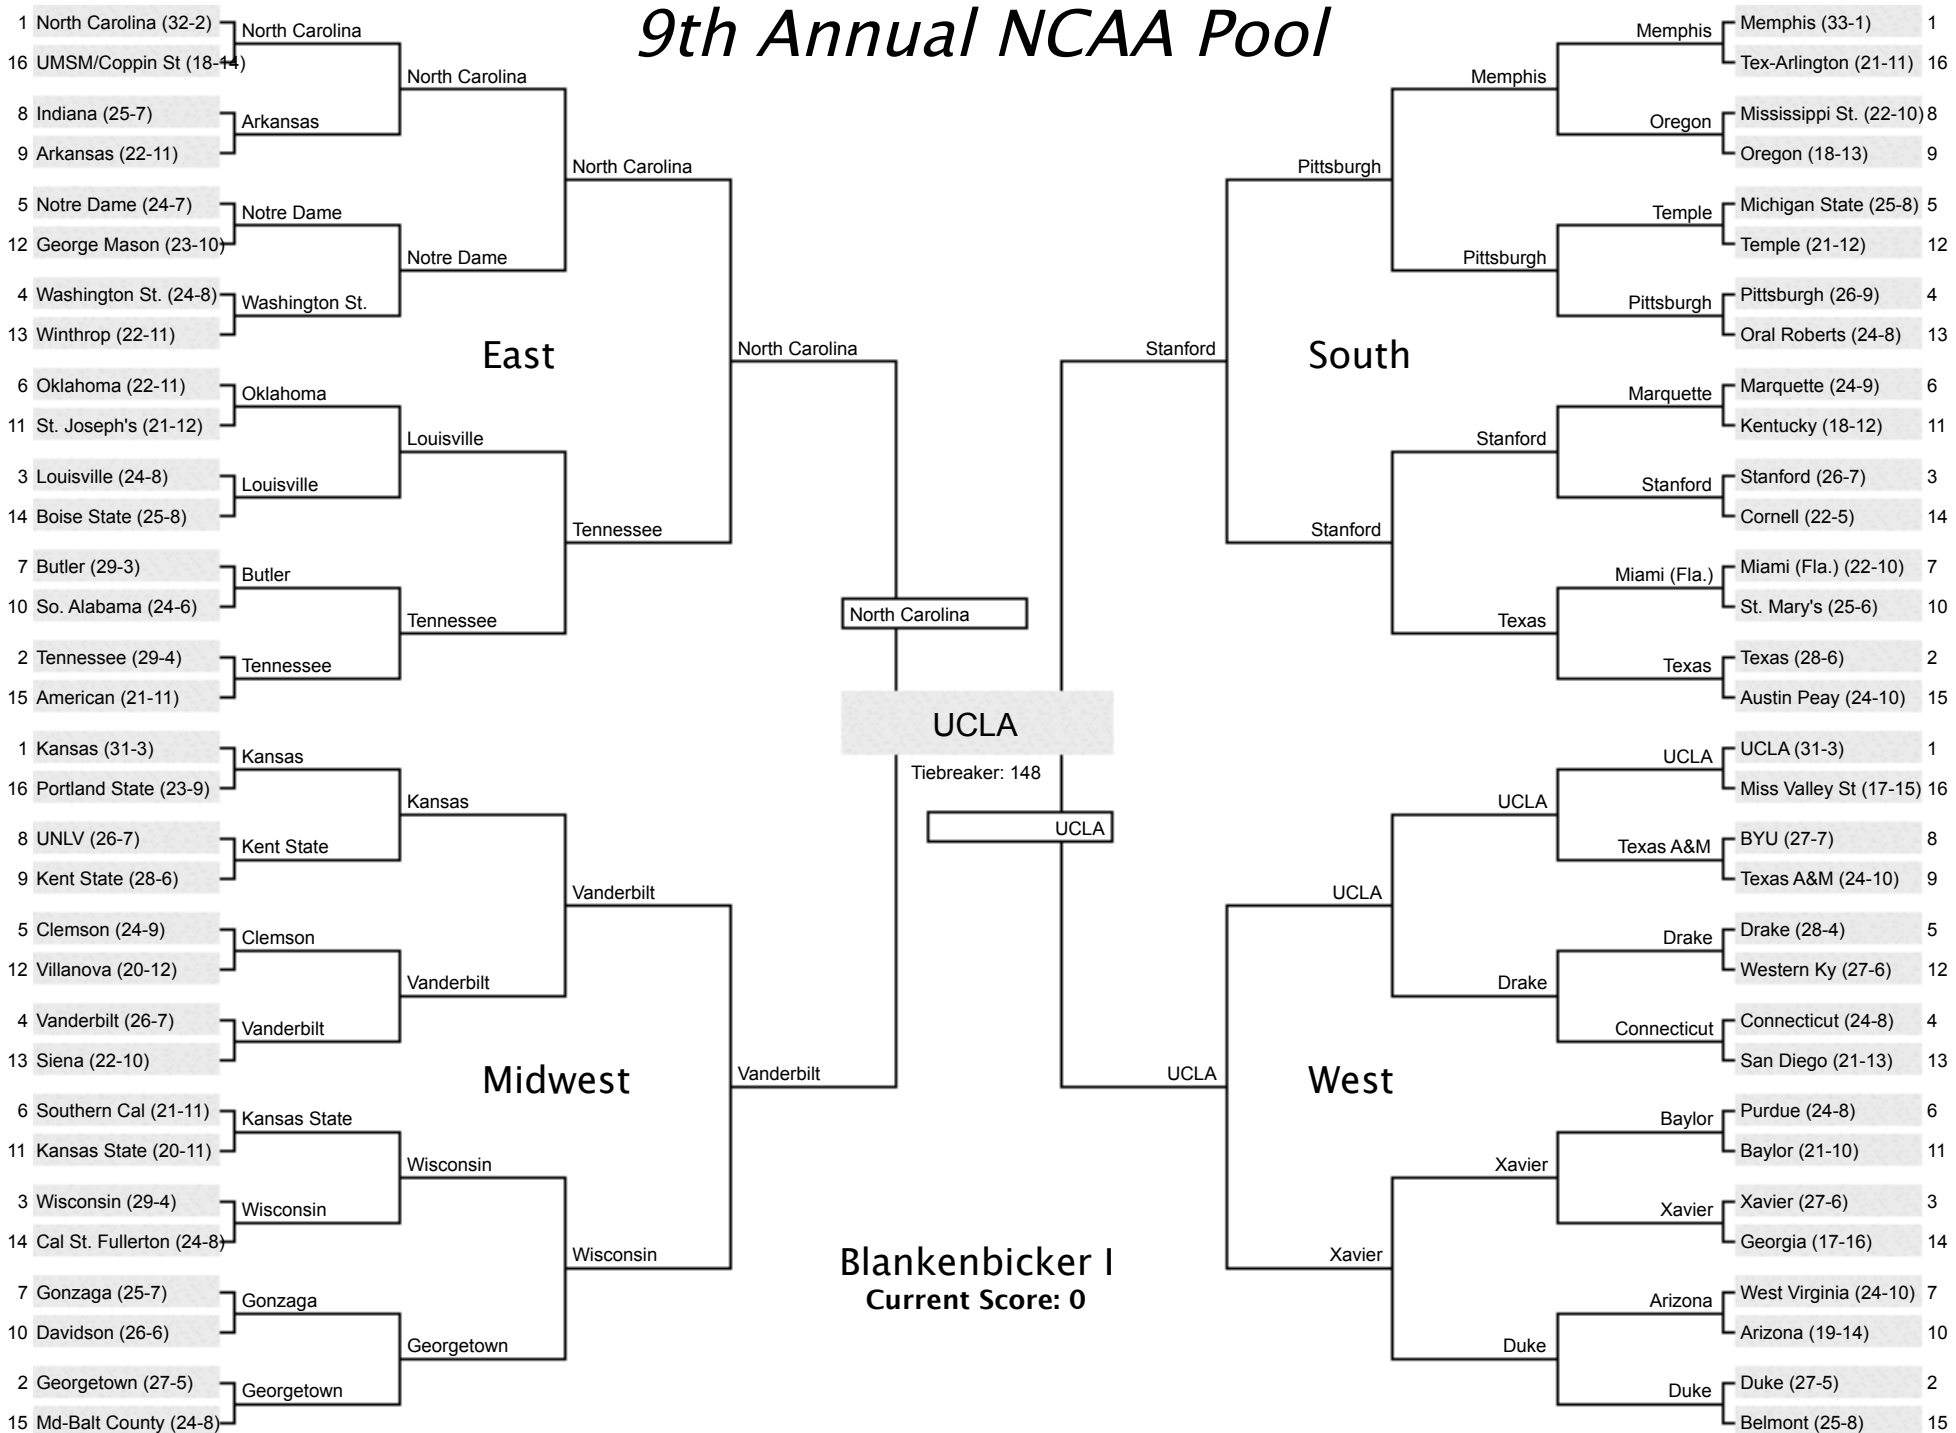 9th Annual NCAA Pool
1 North Carolina (32-2)
16 UMSM/Coppin St (18-14)
8 Indiana (25-7)
9 Arkansas (22-11)
5 Notre Dame (24-7)
12 George Mason (23-10)
4 Washington St. (24-8)
13 Winthrop (22-11)
6 Oklahoma (22-11)
11 St. Joseph's (21-12)
3 Louisville (24-8)
14 Boise State (25-8)
7 Butler (29-3)
10 So. Alabama (24-6)
2 Tennessee (29-4)
15 American (21-11)
North Carolina
Arkansas
Notre Dame
Washington St.
Oklahoma
Louisville
Butler
Tennessee
North Carolina
Notre Dame
Louisville
Tennessee
North Carolina
Tennessee
East
North Carolina
1 Kansas (31-3)
16 Portland State (23-9)
8 UNLV (26-7)
9 Kent State (28-6)
5 Clemson (24-9)
12 Villanova (20-12)
4 Vanderbilt (26-7)
13 Siena (22-10)
6 Southern Cal (21-11)
11 Kansas State (20-11)
3 Wisconsin (29-4)
14 Cal St. Fullerton (24-8)
7 Gonzaga (25-7)
10 Davidson (26-6)
2 Georgetown (27-5)
15 Md-Balt County (24-8)
Kansas
Kent State
Clemson
Vanderbilt
Kansas State
Wisconsin
Gonzaga
Georgetown
Kansas
Vanderbilt
Wisconsin
Georgetown
Vanderbilt
Wisconsin
Midwest
Vanderbilt
North Carolina
UCLA
Tiebreaker: 148
UCLA
Blankenbicker I
Current Score: 0
Stanford
South
Pittsburgh
Stanford
Memphis
Pittsburgh
Stanford
Texas
Memphis
Oregon
Temple
Pittsburgh
Marquette
Stanford
Miami (Fla.)
Texas
Memphis (33-1) 1
Tex-Arlington (21-11) 16
Mississippi St. (22-10) 8
Oregon (18-13) 9
Michigan State (25-8) 5
Temple (21-12) 12
Pittsburgh (26-9) 4
Oral Roberts (24-8) 13
Marquette (24-9) 6
Kentucky (18-12) 11
Stanford (26-7) 3
Cornell (22-5) 14
Miami (Fla.) (22-10) 7
St. Mary's (25-6) 10
Texas (28-6) 2
Austin Peay (24-10) 15
UCLA
West
UCLA
Xavier
UCLA
Drake
Xavier
Duke
UCLA
Texas A&M
Drake
Connecticut
Baylor
Xavier
Arizona
Duke
UCLA (31-3) 1
Miss Valley St (17-15) 16
BYU (27-7) 8
Texas A&M (24-10) 9
Drake (28-4) 5
Western Ky (27-6) 12
Connecticut (24-8) 4
San Diego (21-13) 13
Purdue (24-8) 6
Baylor (21-10) 11
Xavier (27-6) 3
Georgia (17-16) 14
West Virginia (24-10) 7
Arizona (19-14) 10
Duke (27-5) 2
Belmont (25-8) 15